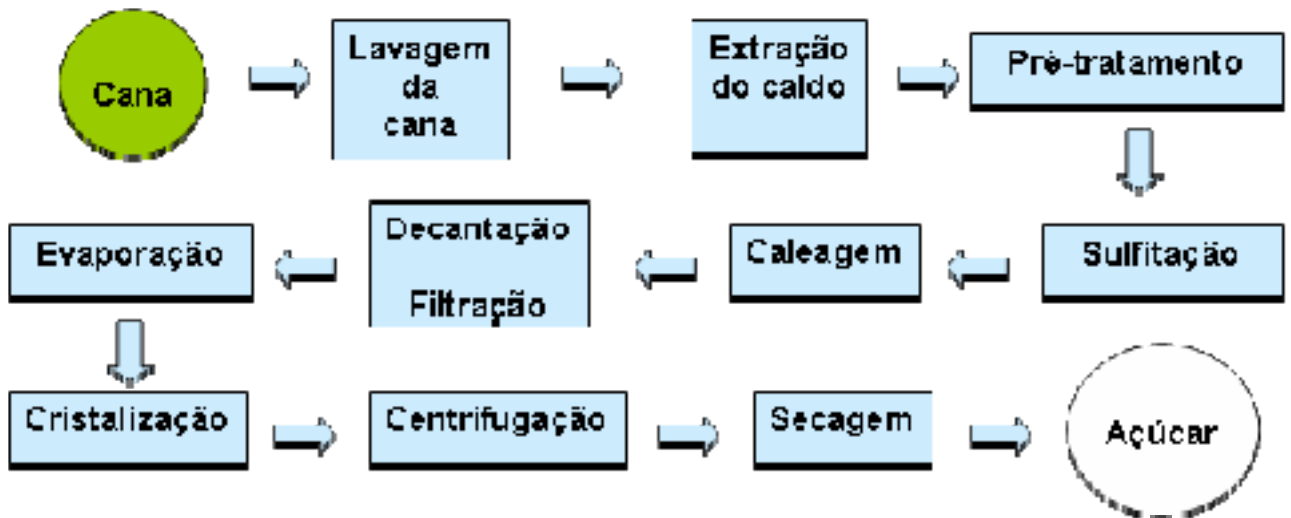 Cana
Lavagem
da
cana
Extração
do caldo
Pré-tratamento
Sulfitação
Caleagem
Decantação
Filtração
Evaporação
Cristalização
Centrifugação
Secagem
Açúcar